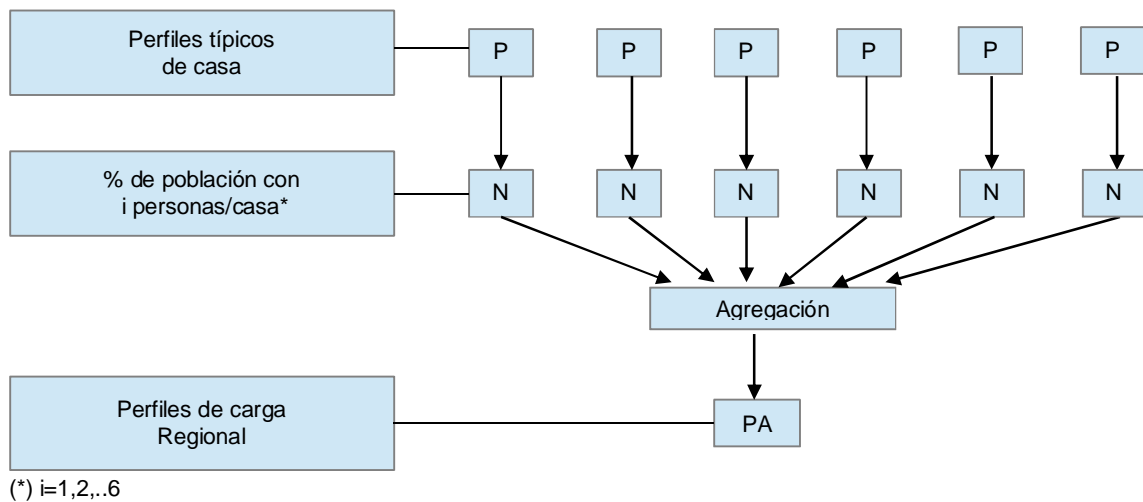 Perfiles típicos
de casa
P P P P P P
% de población con
i personas/casa*
N N N N N N
Agregación
Perfiles de carga
Regional
PA
(*) i=1,2,..6